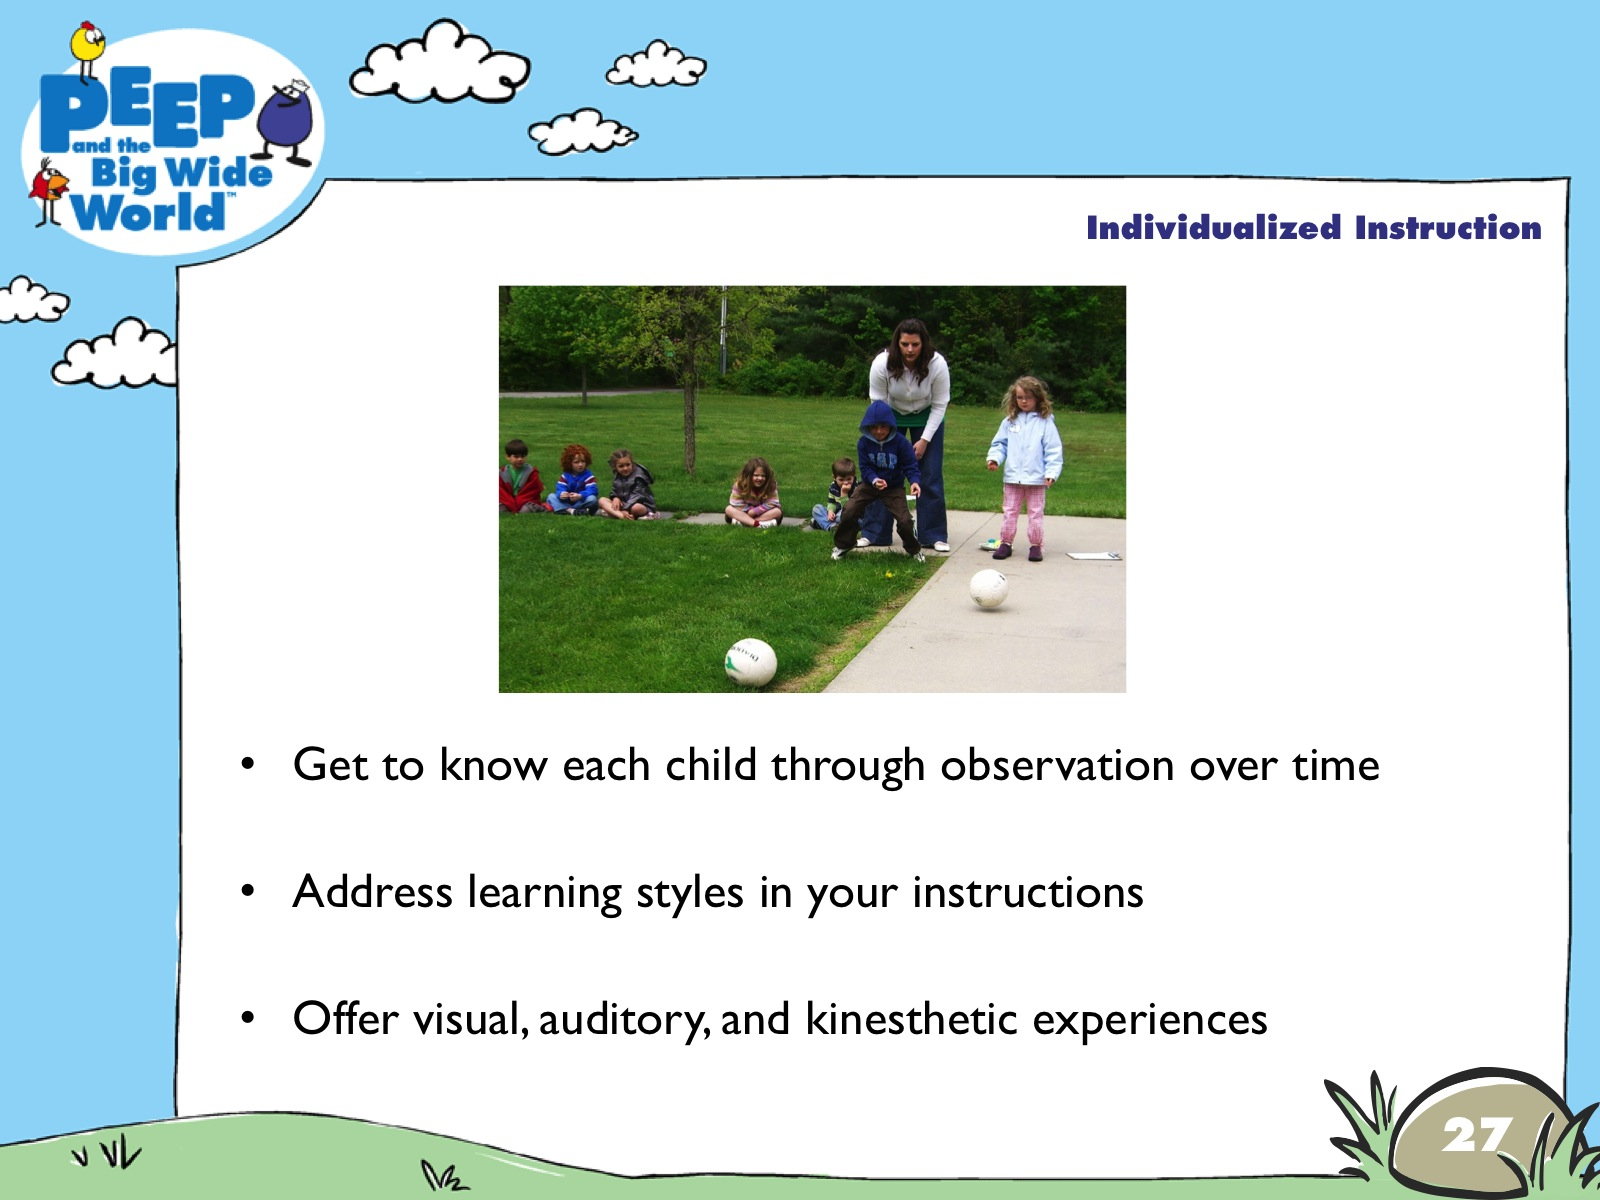 PEEP
and the
Big Wide
World™
Individualized Instruction
• Get to know each child through observation over time
• Address learning styles in your instructions
• Offer visual, auditory, and kinesthetic experiences
27